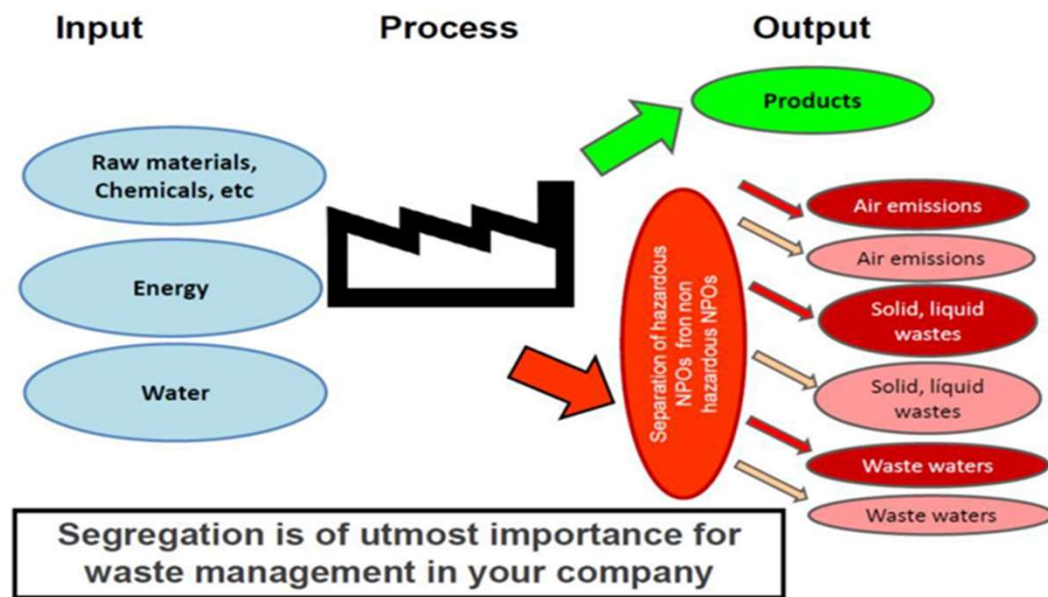 Input
Process
Output
Products
Raw materials,
Chemicals, etc
Energy
Water
Separation of hazardous
NPOs fron non
hazardous NPOs
Air emissions
Air emissions
Solid, liquid
wastes
Solid, líquid
wastes
Waste waters
Waste waters
Segregation is of utmost importance for
waste management in your company